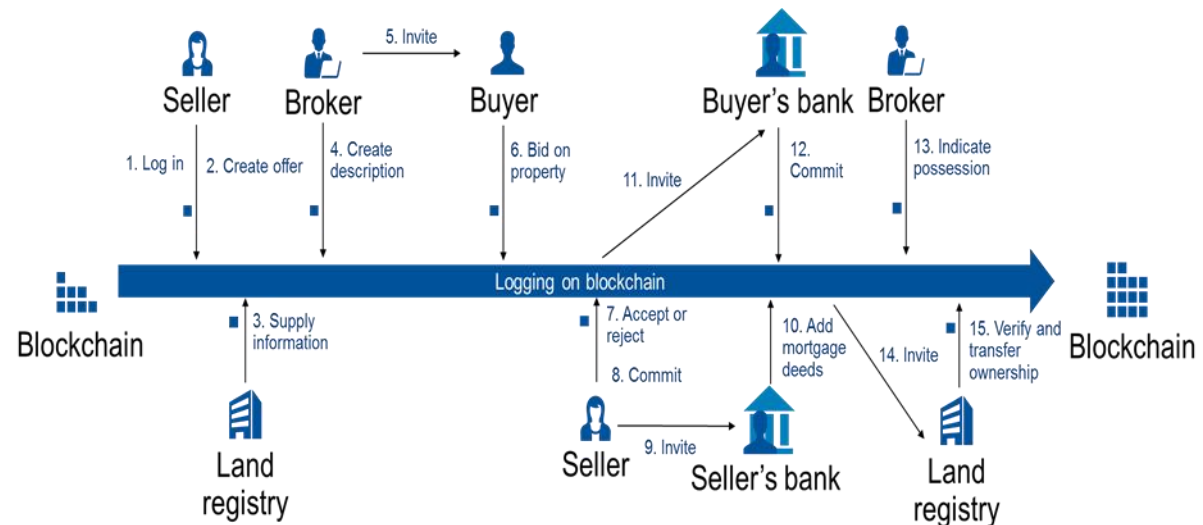 5. Invite
Seller
Broker
Buyer
Buyer's bank
Broker
1. Log in
2. Create offer
4. Create
description
6. Bid on
property
11. Invite
12.
Commit
13. Indicate
possession
Logging on blockchain
Blockchain
Blockchain
3. Supply
information
7. Accept or
reject
8. Commit
10. Add
mortgage
deeds
14. Invite
15. Verify and
transfer
ownership
9. Invite
Land
registry
Seller
Seller's bank
Land
registry